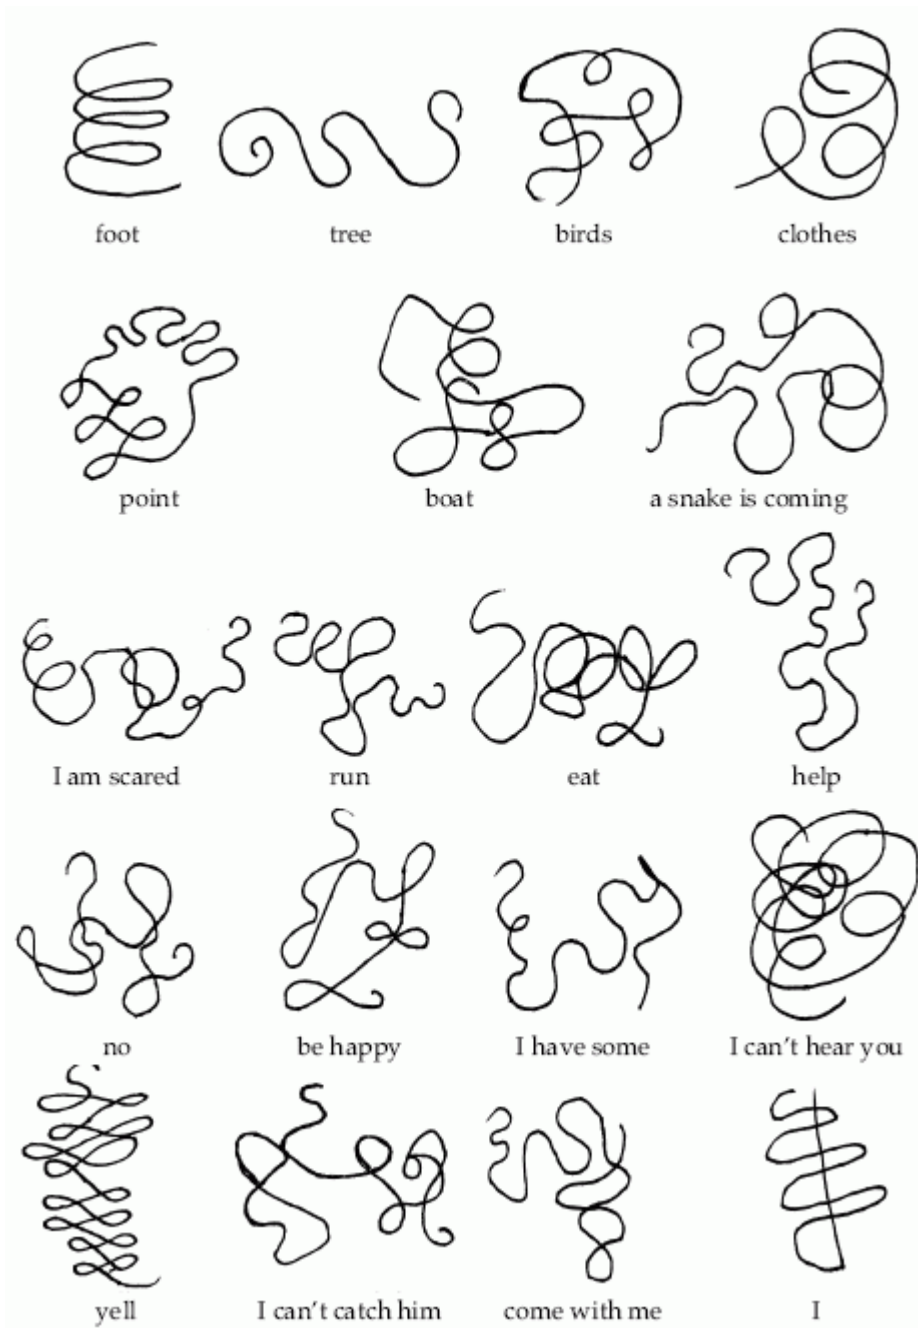 foot tree birds clothes
point boat a snake is coming
I am scared run eat help
no be happy I have some I can't hear you
yell I can't catch him come with me I